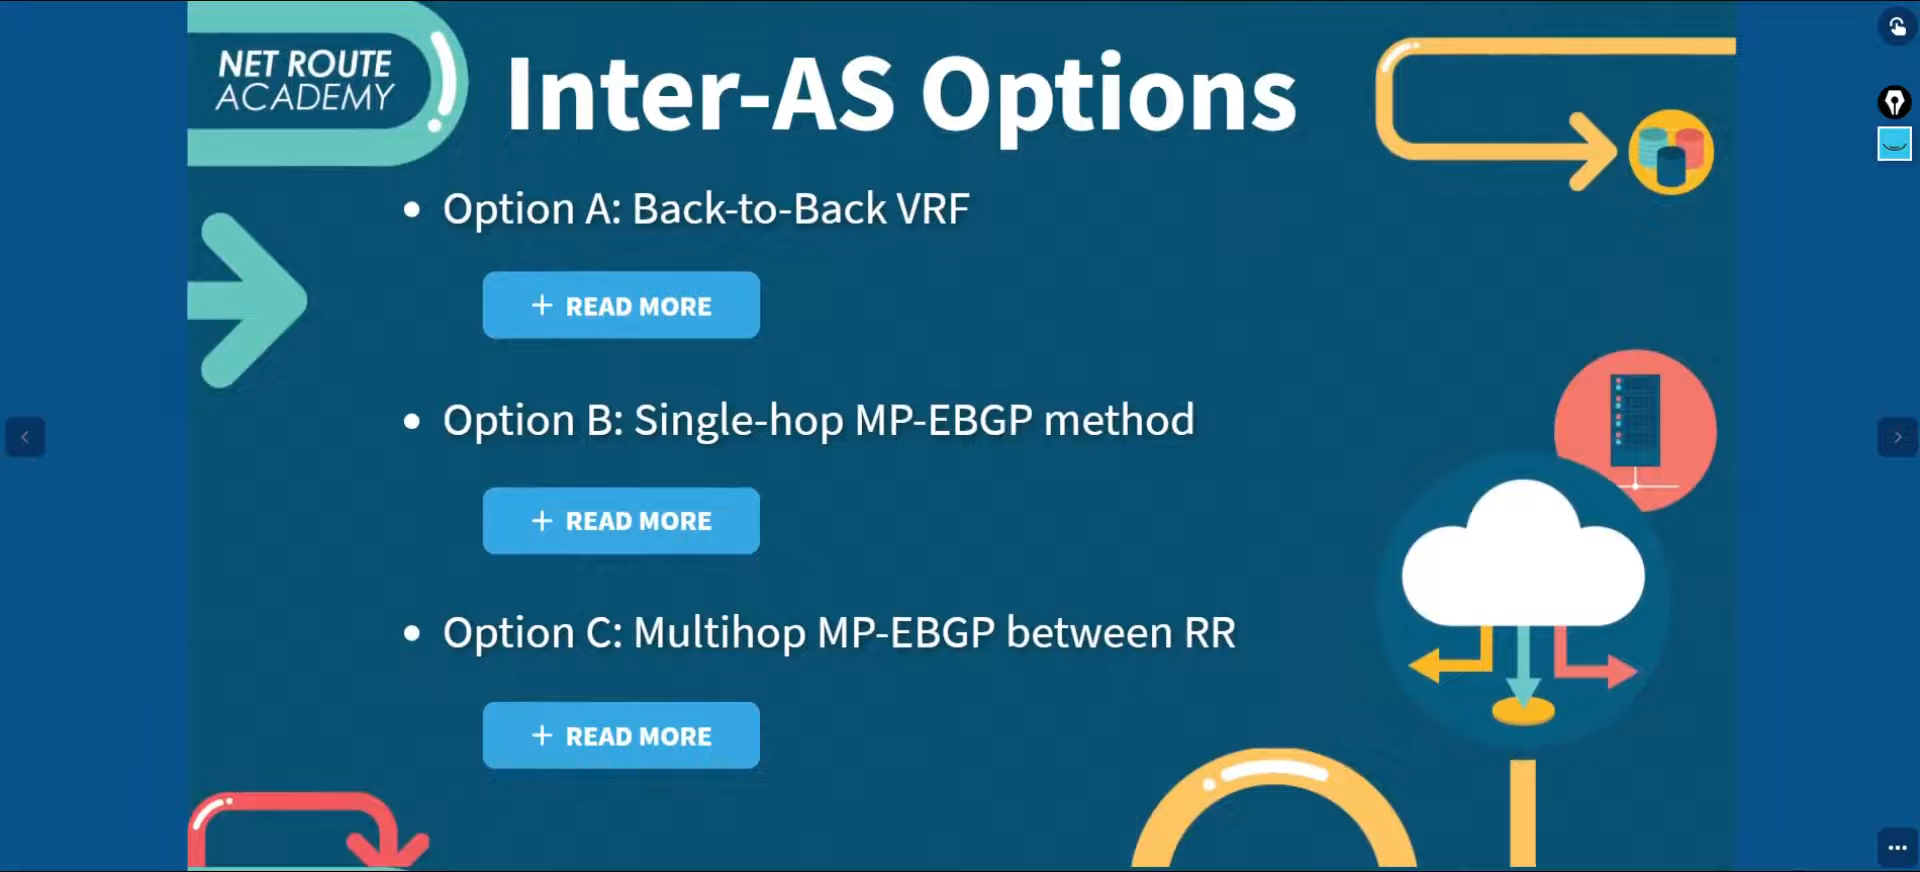 NET ROUTE
ACADEMY
Inter-AS Options
• Option A: Back-to-Back VRF
+ READ MORE
• Option B: Single-hop MP-EBGP method
+ READ MORE
• Option C: Multihop MP-EBGP between RR
+ READ MORE